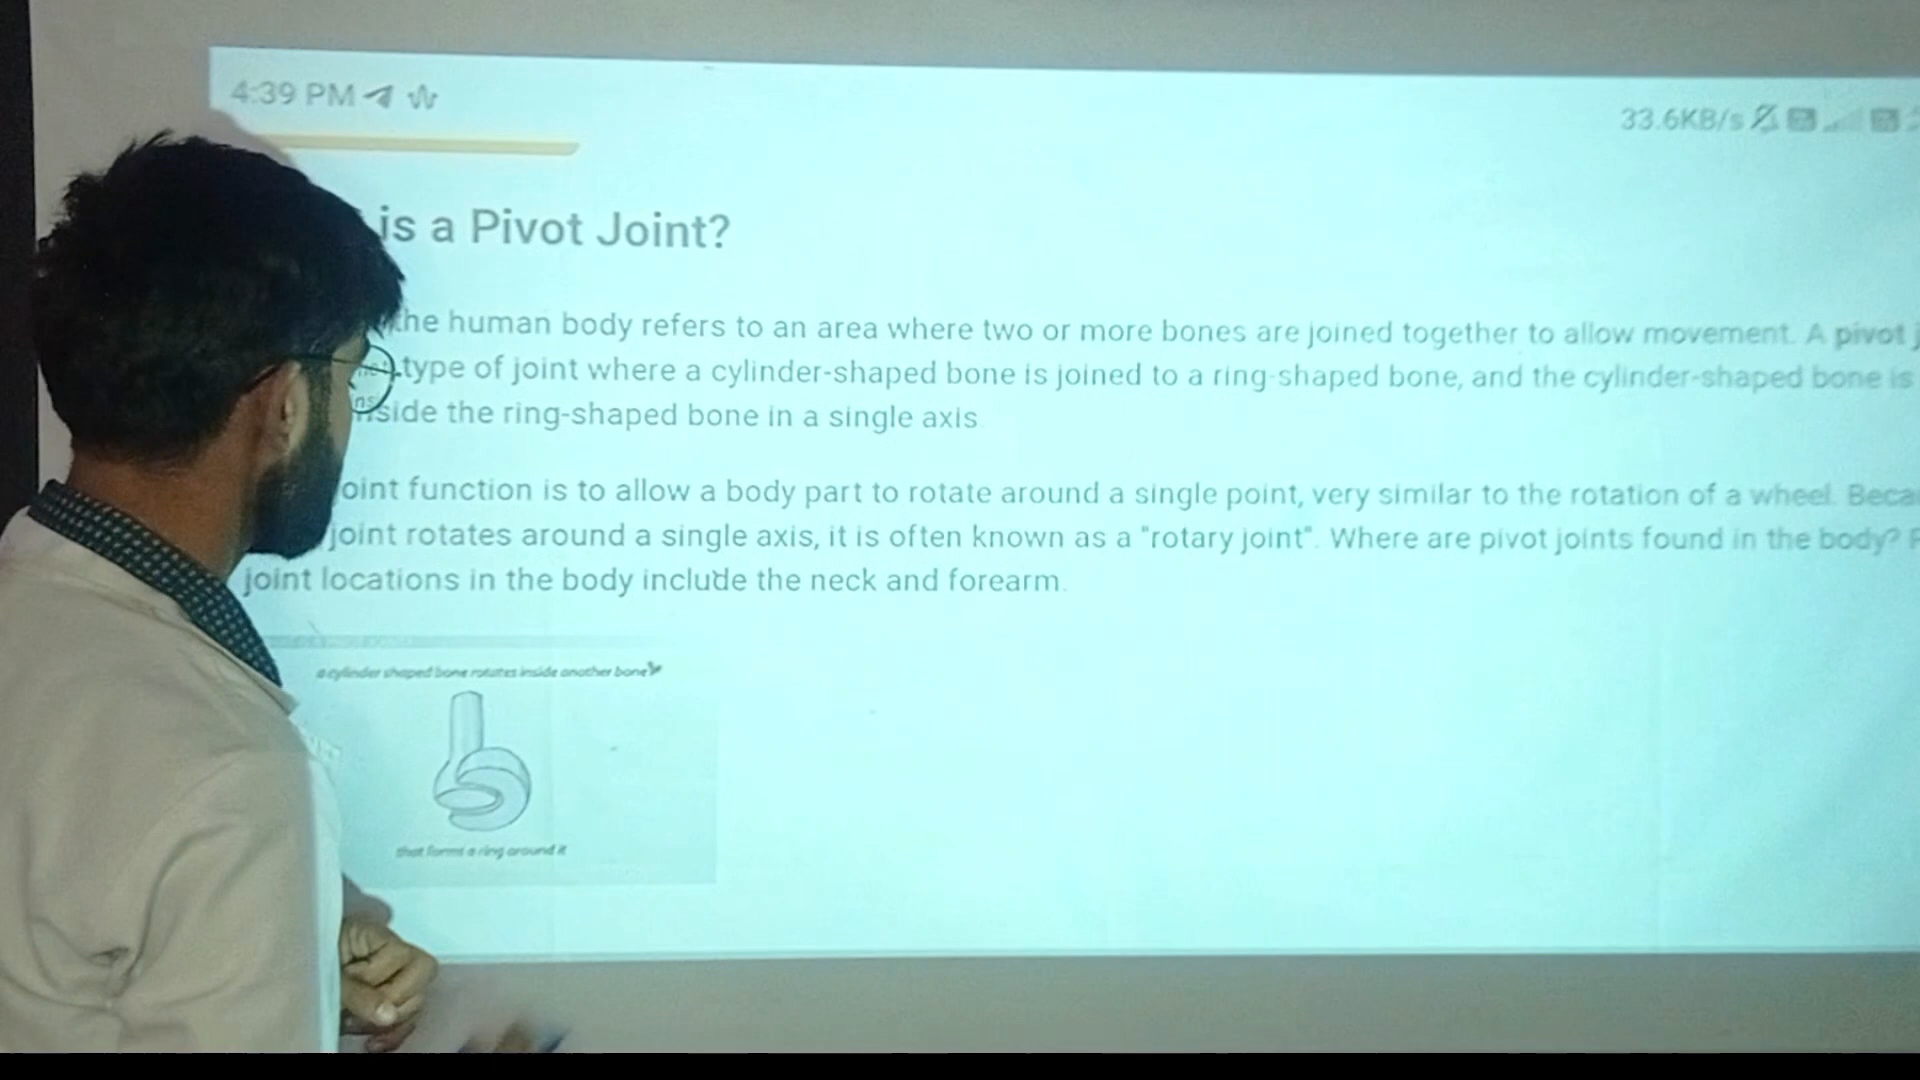 4:39 PM
33.6KB/s
is a Pivot Joint?
the human body refers to an area where two or more bones are joined together to allow movement. A pivot j
type of joint where a cylinder-shaped bone is joined to a ring-shaped bone, and the cylinder-shaped bone is
inside the ring-shaped bone in a single axis
oint function is to allow a body part to rotate around a single point, very similar to the rotation of a wheel. Beca
joint rotates around a single axis, it is often known as a "rotary joint". Where are pivot joints found in the body? P
joint locations in the body include the neck and forearm.
a cylinder shaped bone rotates inside another bone
that forms a ring around it